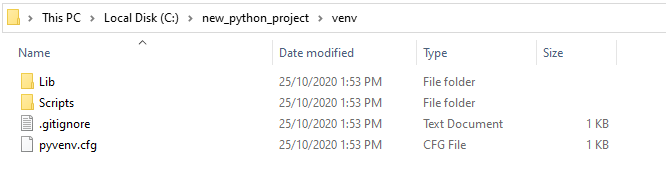 This PC > Local Disk (C:) > new_python_project > venv
Name Date modified Type Size
Lib 25/10/2020 1:53 PM File folder
Scripts 25/10/2020 1:53 PM File folder
.gitignore 25/10/2020 1:53 PM Text Document 1 KB
pyvenv.cfg 25/10/2020 1:53 PM CFG File 1 KB